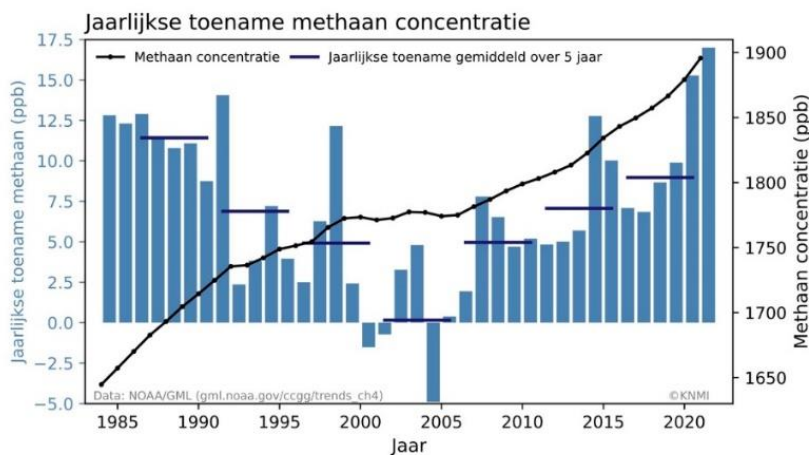 Jaarlijkse toename methaan concentratie
Methaan concentratie
Jaarlijkse toename gemiddeld over 5 jaar
Jaarlijkse toename methaan (ppb)
17.5
15.0
12.5
10.0
7.5
5.0
2.5
0.0
−2.5
−5.0
1900
1850
1800
1750
1700
1650
Methaan concentratie (ppb)
Data: NOAA/GML (gml.noaa.gov/ccgg/trends_ch4)
©KNMI
1985 1990 1995 2000 2005 2010 2015 2020
Jaar